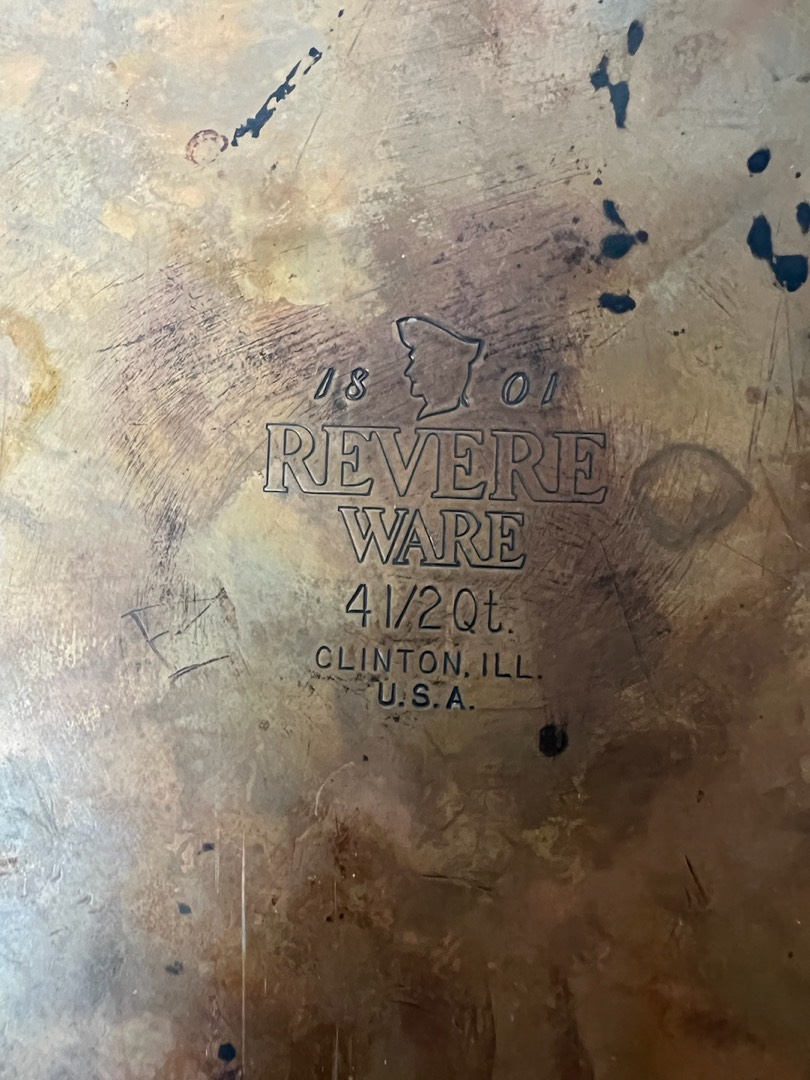 18 01
REVERE
WARE
4 1/2 Qt.
CLINTON, ILL.
U.S.A.